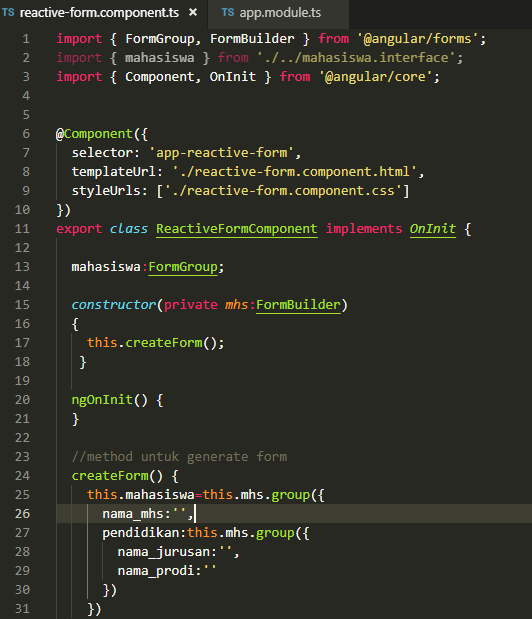 TS reactive-form.component.ts × TS app.module.ts
1 import { FormGroup, FormBuilder } from '@angular/forms';
2 import { mahasiswa } from './../mahasiswa.interface';
3 import { Component, OnInit } from '@angular/core';
4
5
6 @Component({
7 selector: 'app-reactive-form',
8 templateUrl: './reactive-form.component.html',
9 styleUrls: ['./reactive-form.component.css']
10 })
11 export class ReactiveFormComponent implements OnInit {
12
13 mahasiswa:FormGroup;
14
15 constructor(private mhs:FormBuilder)
16 {
17 this.createForm();
18 }
19
20 ngOnInit() {
21 }
22
23 //method untuk generate form
24 createForm() {
25 this.mahasiswa=this.mhs.group({
26 nama_mhs:'',
27 pendidikan:this.mhs.group({
28 nama_jurusan:'',
29 nama_prodi:''
30 })
31 })